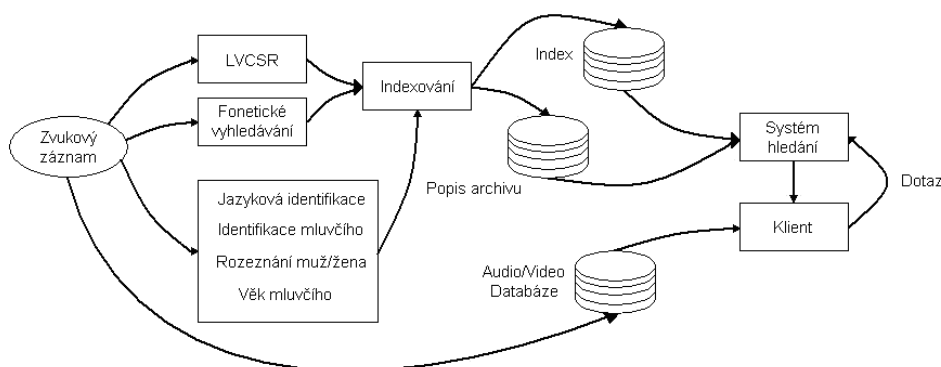 Zvukový
záznam
LVCSR
Fonetické
vyhledávání
Jazyková identifikace
Identifikace mluvčího
Rozeznání muž/žena
Věk mluvčího
Indexování
Index
Popis archivu
Audio/Video
Databáze
Systém
hledání
Klient
Dotaz